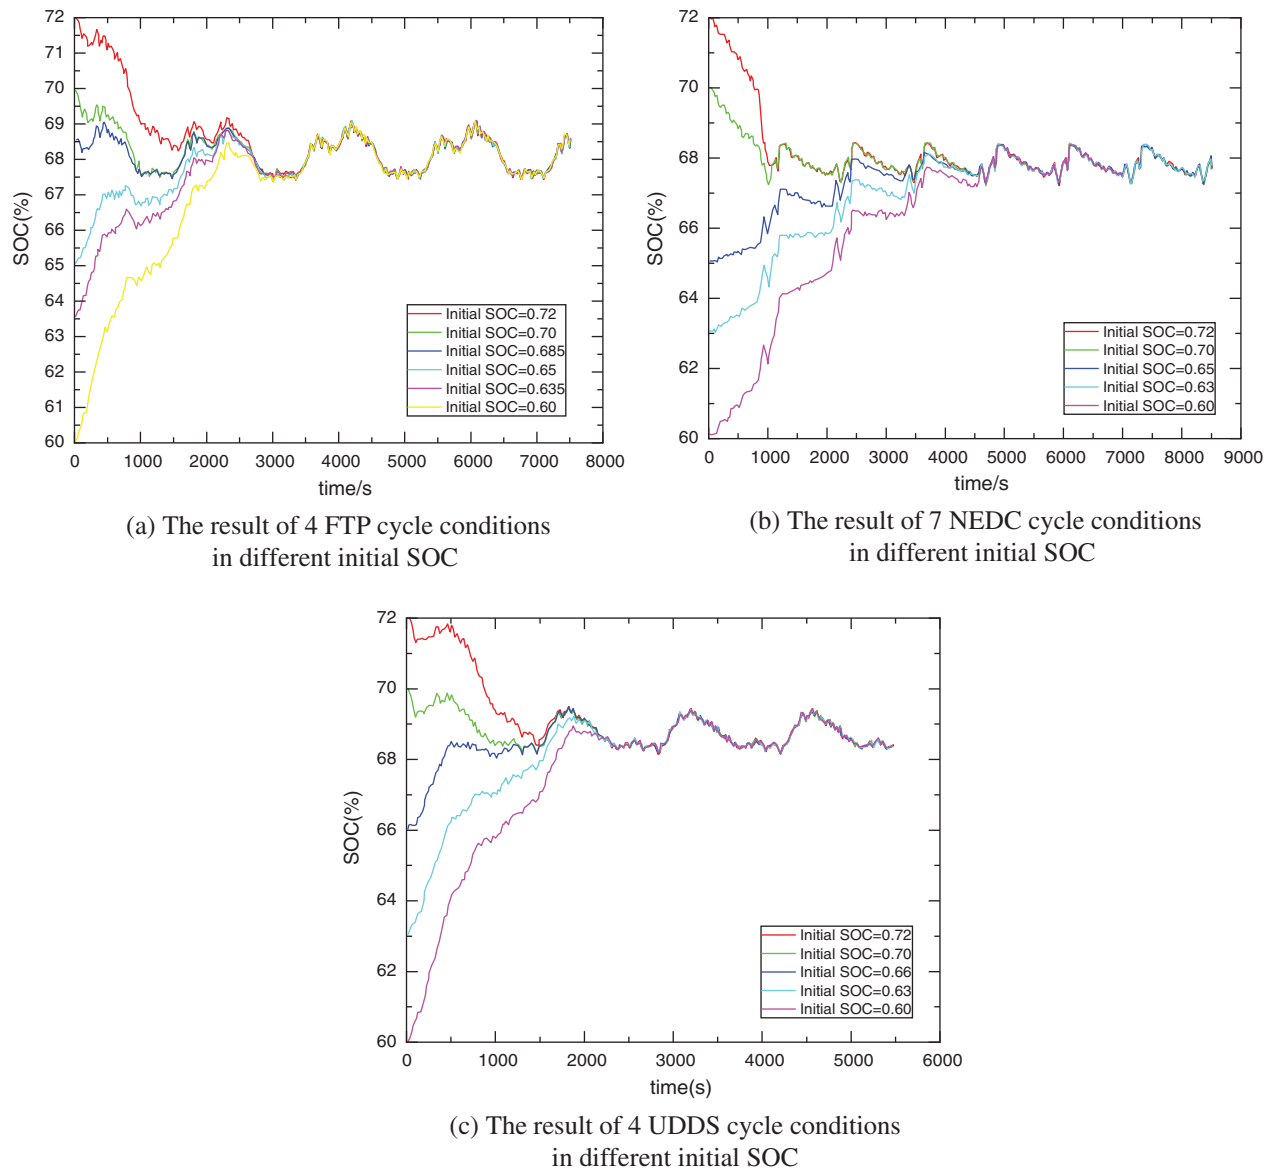 72
71
70
69
68
67
66
65
64
63
62
61
60
SOC(%)
0
1000
2000
3000
4000
5000
6000
7000
8000
time/s
Initial SOC=0.72
Initial SOC=0.70
Initial SOC=0.685
Initial SOC=0.65
Initial SOC=0.635
Initial SOC=0.60
(a) The result of 4 FTP cycle conditions
in different initial SOC
72
70
68
66
64
62
60
SOC(%)
0
1000
2000
3000
4000
5000
6000
7000
8000
9000
time/s
Initial SOC=0.72
Initial SOC=0.70
Initial SOC=0.65
Initial SOC=0.63
Initial SOC=0.60
(b) The result of 7 NEDC cycle conditions
in different initial SOC
72
70
68
66
64
62
60
SOC(%)
0
1000
2000
3000
4000
5000
6000
time(s)
Initial SOC=0.72
Initial SOC=0.70
Initial SOC=0.66
Initial SOC=0.63
Initial SOC=0.60
(c) The result of 4 UDDS cycle conditions
in different initial SOC